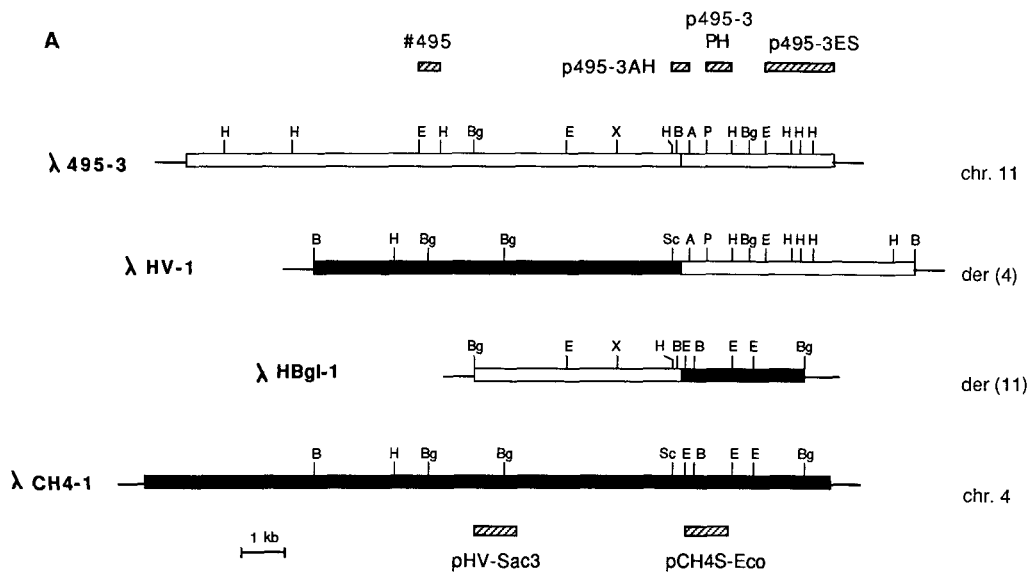 A
#495
p495-3AH
p495-3
PH
p495-3ES
H H E H Bg E X H B A P H Bg E H H H
λ 495-3
chr. 11
B H Bg Bg Sc A P H Bg E H H H H B
λ HV-1
der (4)
Bg E X H B E B E E Bg
λ HBgl-1
der (11)
B H Bg Bg Sc E B E E Bg
λ CH4-1
chr. 4
1 kb
pHV-Sac3
pCH4S-Eco